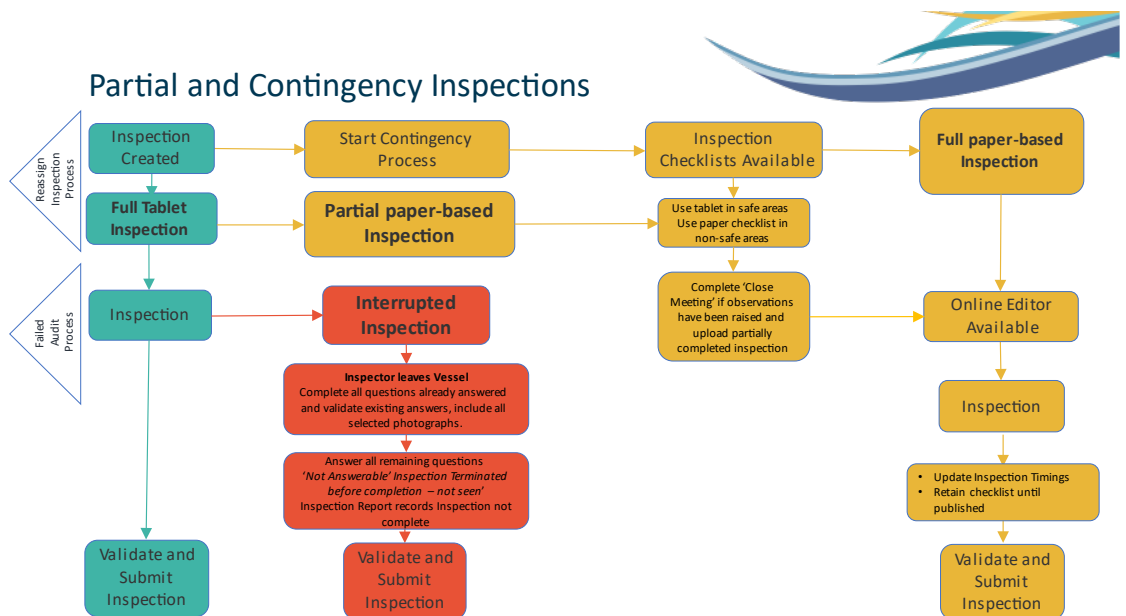 Partial and Contingency Inspections
Reassign
Inspection
Process
Inspection
Created
Start Contingency
Process
Inspection
Checklists Available
Full paper-based
Inspection
Full Tablet
Inspection
Partial paper-based
Inspection
Use tablet in safe areas
Use paper checklist in
non-safe areas
Failed
Audit
Process
Inspection
Interrupted
Inspection
Complete ‘Close
Meeting’ if observations
have been raised and
upload partially
completed inspection
Online Editor
Available
Inspector leaves Vessel
Complete all questions already answered
and validate existing answers, include all
selected photographs.
Inspection
Answer all remaining questions
‘Not Answerable’ Inspection Terminated
before completion – not seen’
Inspection Report records Inspection not
complete
• Update Inspection Timings
• Retain checklist until
published
Validate and
Submit
Inspection
Validate and
Submit
Inspection
Validate and
Submit
Inspection